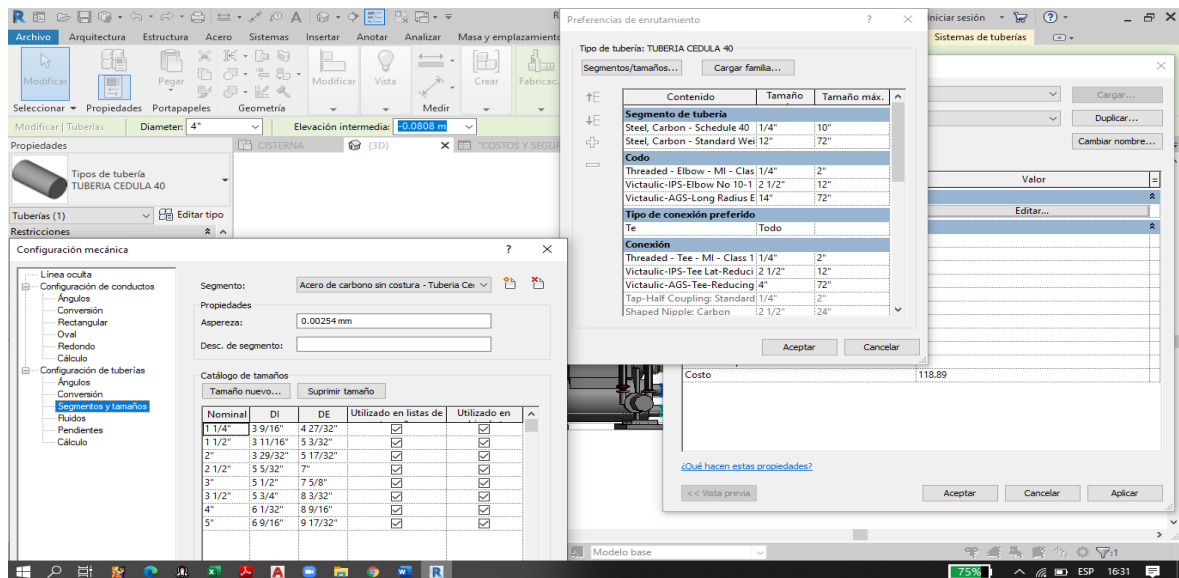 R
Iniciar sesión
Archivo Arquitectura Estructura Acero Sistemas Insertar Anotar Analizar Masa y emplazamiento
Sistemas de tuberías
Modificar
Pegar
Modificar
Vista
Crear
Fabricac.
Seleccionar Propiedades Portapapeles Geometría Medir
Modificar | Tuberías Diameter: 4" Elevación intermedia: -0.0808 m
Propiedades
CISTERNA
{3D}
"COSTOS Y SEGUR
Tipos de tubería
TUBERIA CEDULA 40
Tuberías (1) Editar tipo
Restricciones
Configuración mecánica ? ×
Línea oculta
Configuración de conductos
Ángulos
Conversión
Rectangular
Oval
Redondo
Cálculo
Configuración de tuberías
Ángulos
Conversión
Segmentos y tamaños
Fluidos
Pendientes
Cálculo
Segmento: Acero de carbono sin costura - Tuberia Ce
Propiedades
Aspereza: 0.00254 mm
Desc. de segmento:
Catálogo de tamaños
Tamaño nuevo... Suprimir tamaño
Nominal DI DE Utilizado en listas de Utilizado en
1 1/4" 3 9/16" 4 27/32"
1 1/2" 3 11/16" 5 3/32"
2" 3 29/32" 5 17/32"
2 1/2" 5 5/32" 7"
3" 5 1/2" 7 5/8"
3 1/2" 5 3/4" 8 3/32"
4" 6 1/32" 8 9/16"
5" 6 9/16" 9 17/32"
Preferencias de enrutamiento ? ×
Tipo de tubería: TUBERIA CEDULA 40
Segmentos/tamaños... Cargar familia...
Contenido Tamaño Tamaño máx.
Segmento de tubería
Steel, Carbon - Schedule 40 1/4" 10"
Steel, Carbon - Standard Wei 12" 72"
Codo
Threaded - Elbow - MI - Clas 1/4" 2"
Victaulic-IPS-Elbow No 10-1 2 1/2" 12"
Victaulic-AGS-Long Radius E 14" 72"
Tipo de conexión preferido
Te Todo
Conexión
Threaded - Tee - MI - Class 1 1/4" 2"
Victaulic-IPS-Tee Lat-Reduci 2 1/2" 12"
Victaulic-AGS-Tee-Reducing 4" 72"
Tap-Half Coupling: Standard 1/4" 2"
Shaped Nipple: Carbon 2 1/2" 24"
Aceptar Cancelar
Cargar...
Duplicar...
Cambiar nombre...
Valor =
Editar...
Costo 118.89
¿Qué hacen estas propiedades?
<< Vista previa Aceptar Cancelar Aplicar
Modelo base
:1
75% ESP 16:31